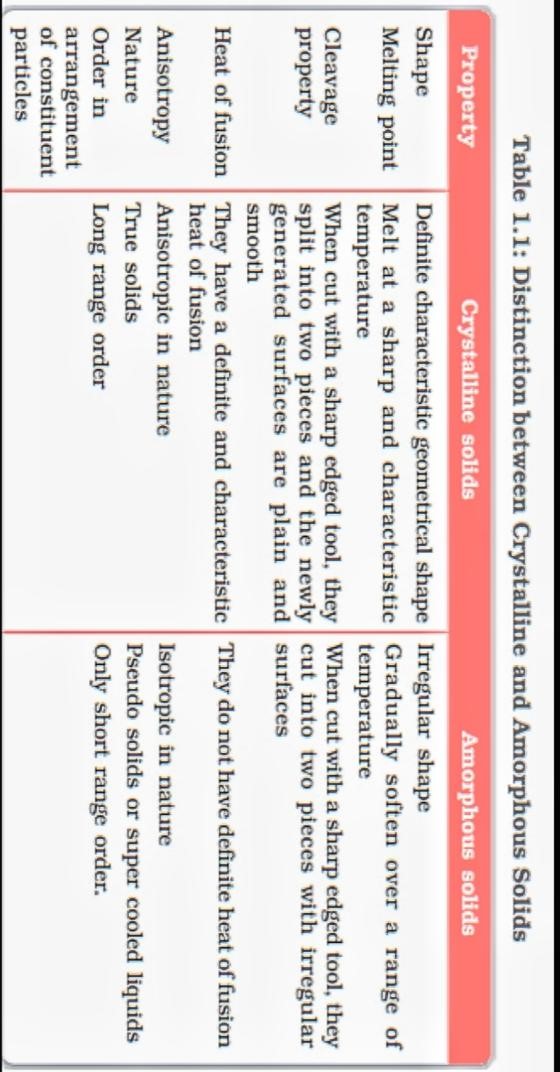 Table 1.1: Distinction between Crystalline and Amorphous Solids
Property Crystalline solids Amorphous solids
Shape Definite characteristic geometrical shape Irregular shape
Melting point Melt at a sharp and characteristic Gradually soften over a range of
temperature temperature
Cleavage When cut with a sharp edged tool, they When cut with a sharp edged tool, they
property split into two pieces and the newly cut into two pieces with irregular
generated surfaces are plain and surfaces
smooth
Heat of fusion They have a definite and characteristic They do not have definite heat of fusion
heat of fusion
Anisotropy Anisotropic in nature Isotropic in nature
Nature True solids Pseudo solids or super cooled liquids
Order in Long range order Only short range order.
arrangement
of constituent
particles